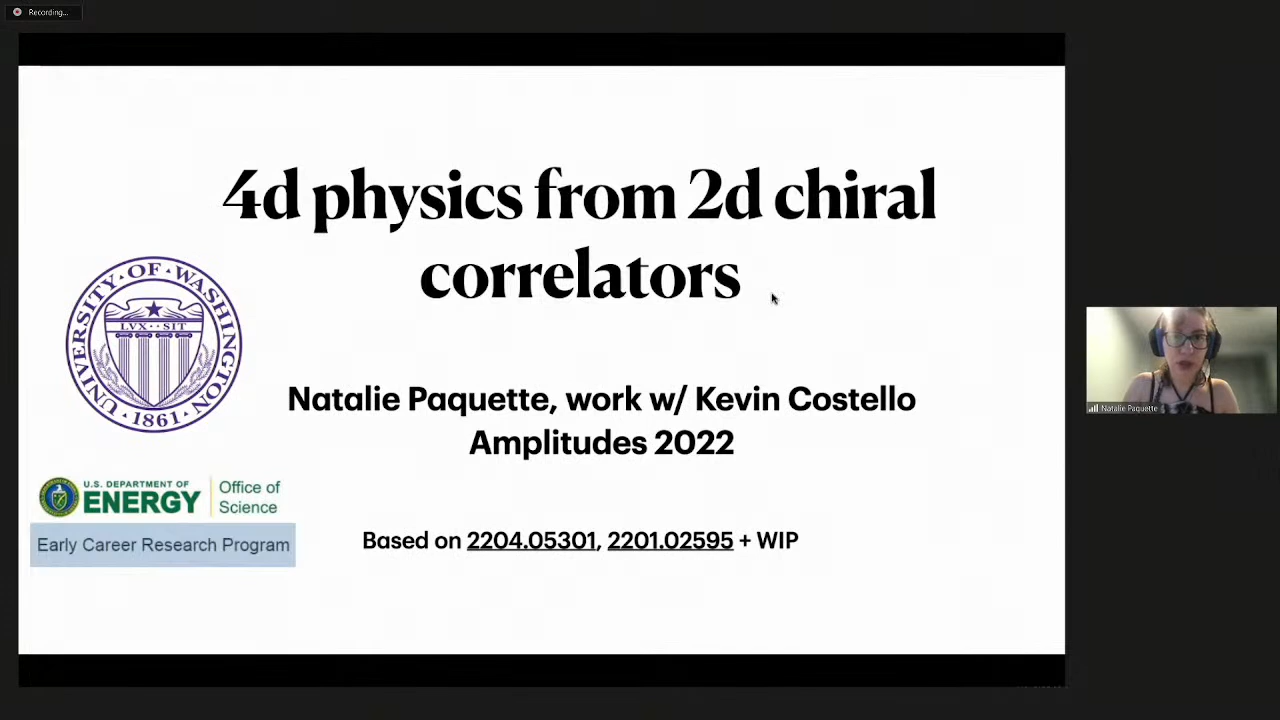 Recording...
4d physics from 2d chiral
correlators
UNIVERSITY OF WASHINGTON
LVX SIT
1861
Natalie Paquette, work w/ Kevin Costello
Amplitudes 2022
U.S. DEPARTMENT OF
ENERGY
Office of
Science
Early Career Research Program
Based on 2204.05301, 2201.02595 + WIP
Natalie Paquette